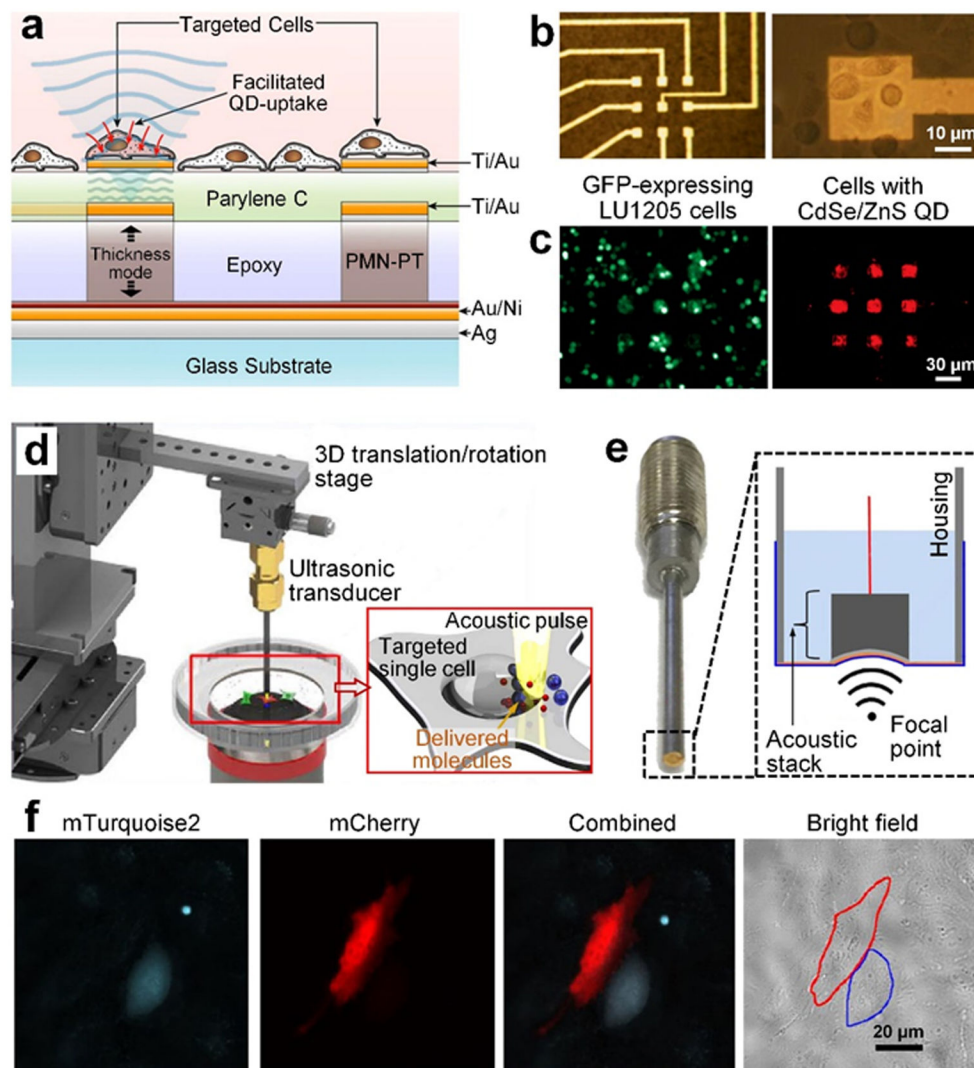 a
Targeted Cells
Facilitated
QD-uptake
Ti/Au
Parylene C
Ti/Au
Thickness
mode
Epoxy
PMN-PT
Au/Ni
Ag
Glass Substrate
b
10 µm
GFP-expressing
LU1205 cells
Cells with
CdSe/ZnS QD
c
30 µm
d
3D translation/rotation
stage
Ultrasonic
transducer
Acoustic pulse
Targeted
single cell
Delivered
molecules
e
Housing
Acoustic
stack
Focal
point
f
mTurquoise2
mCherry
Combined
Bright field
20 µm